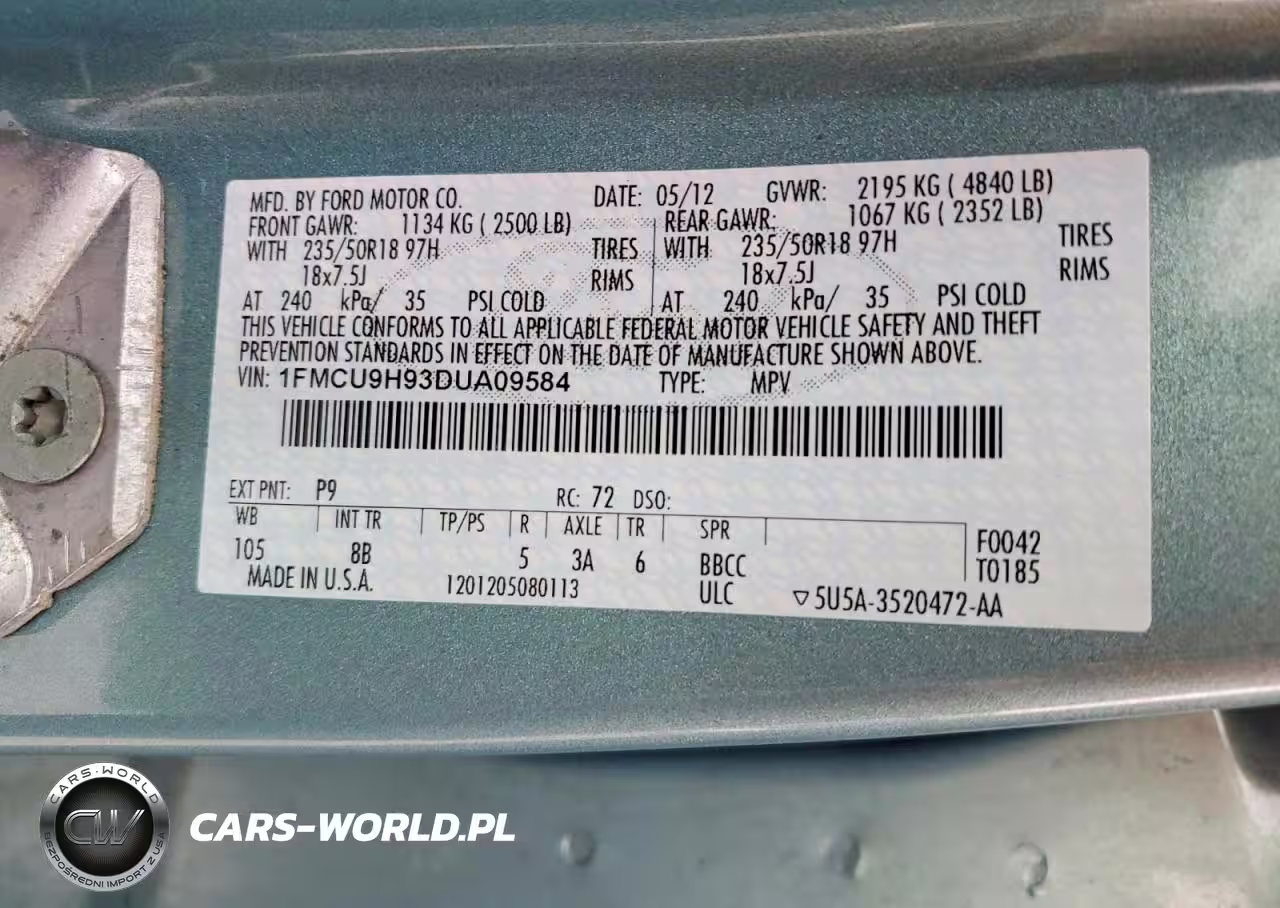 MFD. BY FORD MOTOR CO. DATE: 05/12 GVWR: 2195 KG ( 4840 LB)
FRONT GAWR: 1134 KG ( 2500 LB) REAR GAWR: 1067 KG ( 2352 LB)
WITH 235/50R18 97H TIRES WITH 235/50R18 97H TIRES
18x7.5J RIMS 18x7.5J RIMS
AT 240 kPa/ 35 PSI COLD AT 240 kPa/ 35 PSI COLD
THIS VEHICLE CONFORMS TO ALL APPLICABLE FEDERAL MOTOR VEHICLE SAFETY AND THEFT
PREVENTION STANDARDS IN EFFECT ON THE DATE OF MANUFACTURE SHOWN ABOVE.
VIN: 1FMCU9H93DUA09584 TYPE: MPV
EXT PNT: P9 RC: 72 DSO:
WB INT TR TP/PS R AXLE TR SPR F0042
105 8B 5 3A 6 BBCC T0185
MADE IN U.S.A. 1201205080113 ULC ▽5U5A-3520472-AA
CARS-WORLD
CW
BEZPOŚREDNI IMPORT Z USA
CARS-WORLD.PL